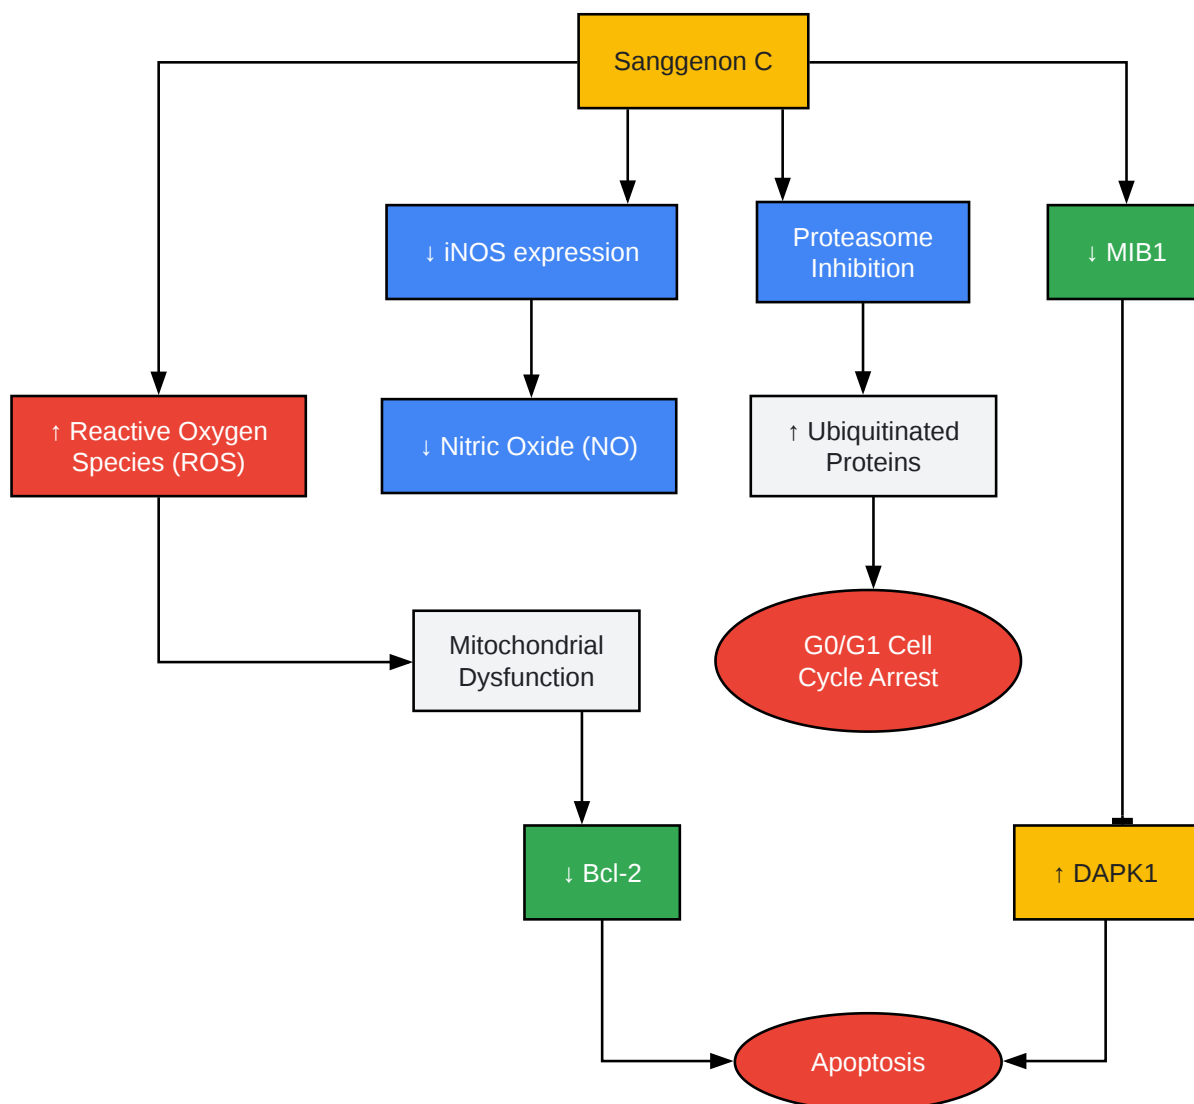 Sanggenon C
↓ iNOS expression
Proteasome
Inhibition
↓ MIB1
↑ Reactive Oxygen
Species (ROS)
↓ Nitric Oxide (NO)
↑ Ubiquitinated
Proteins
Mitochondrial
Dysfunction
G0/G1 Cell
Cycle Arrest
↓ Bcl-2
↑ DAPK1
Apoptosis